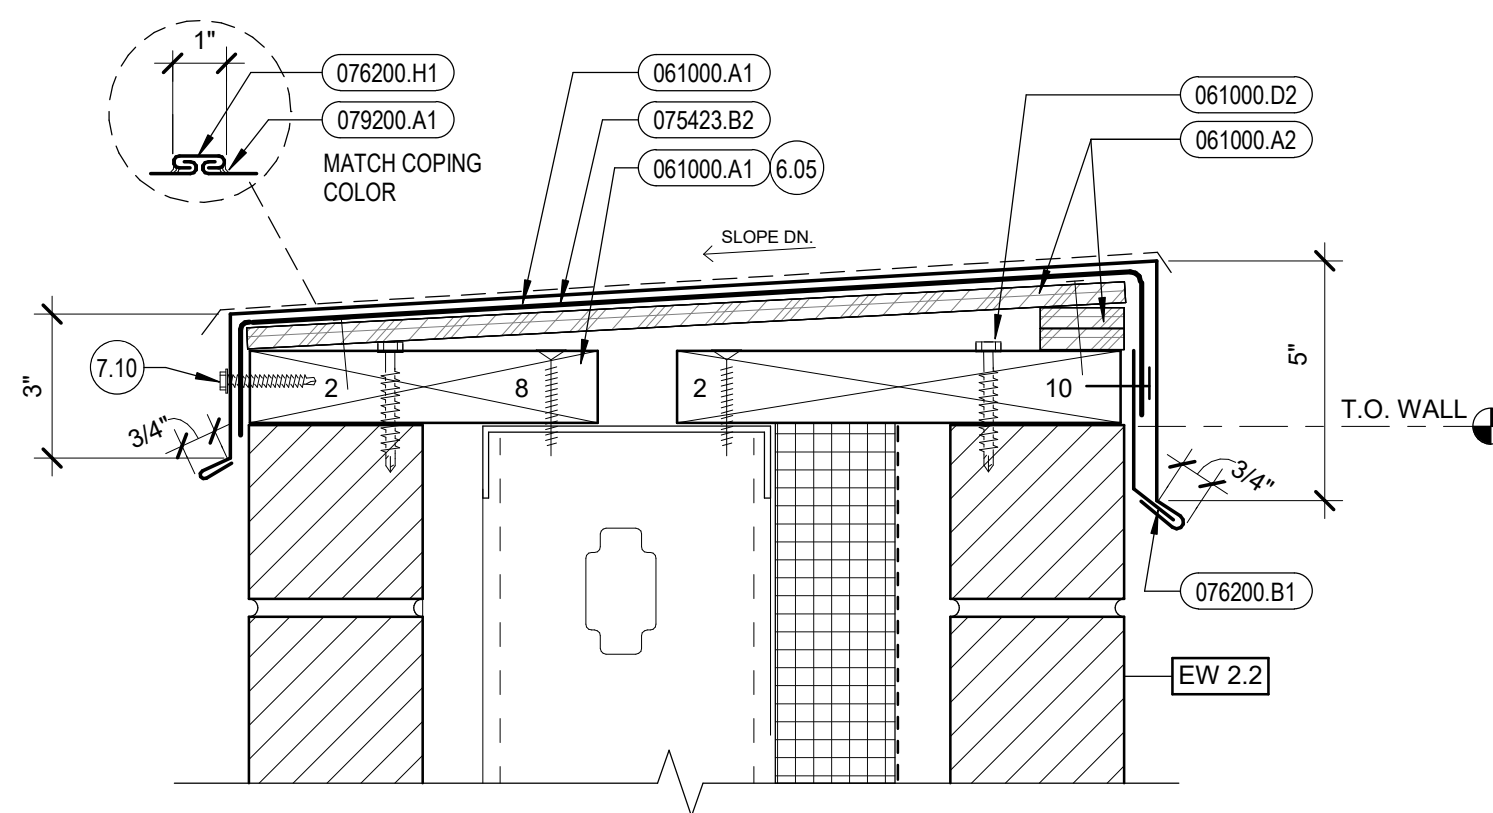 1"
076200.H1
079200.A1
MATCH COPING
COLOR
061000.A1
075423.B2
061000.A1 6.05
061000.D2
061000.A2
SLOPE DN.
7.10
3"
3/4"
2 8
2 10
5"
T.O. WALL
3/4"
076200.B1
EW 2.2